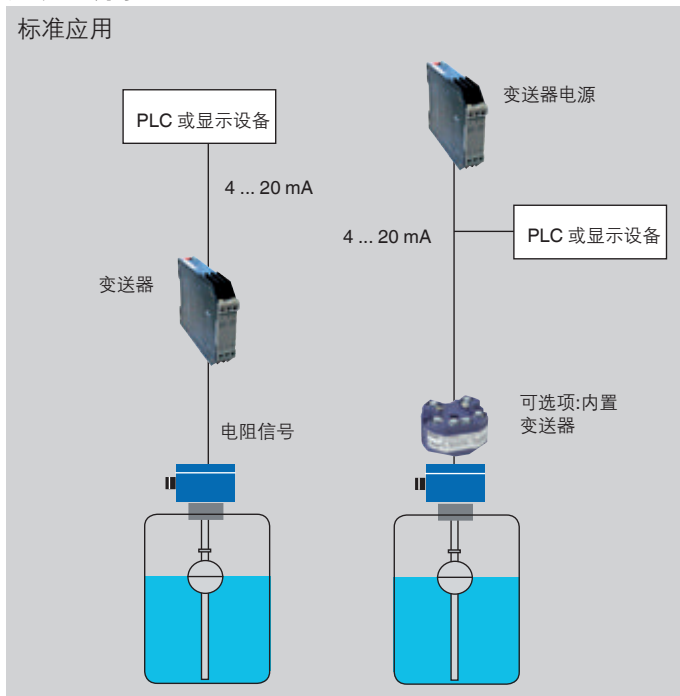 标准应用
变送器电源
PLC 或显示设备
4 ... 20 mA
PLC 或显示设备
4 ... 20 mA
变送器
可选项:内置
变送器
电阻信号